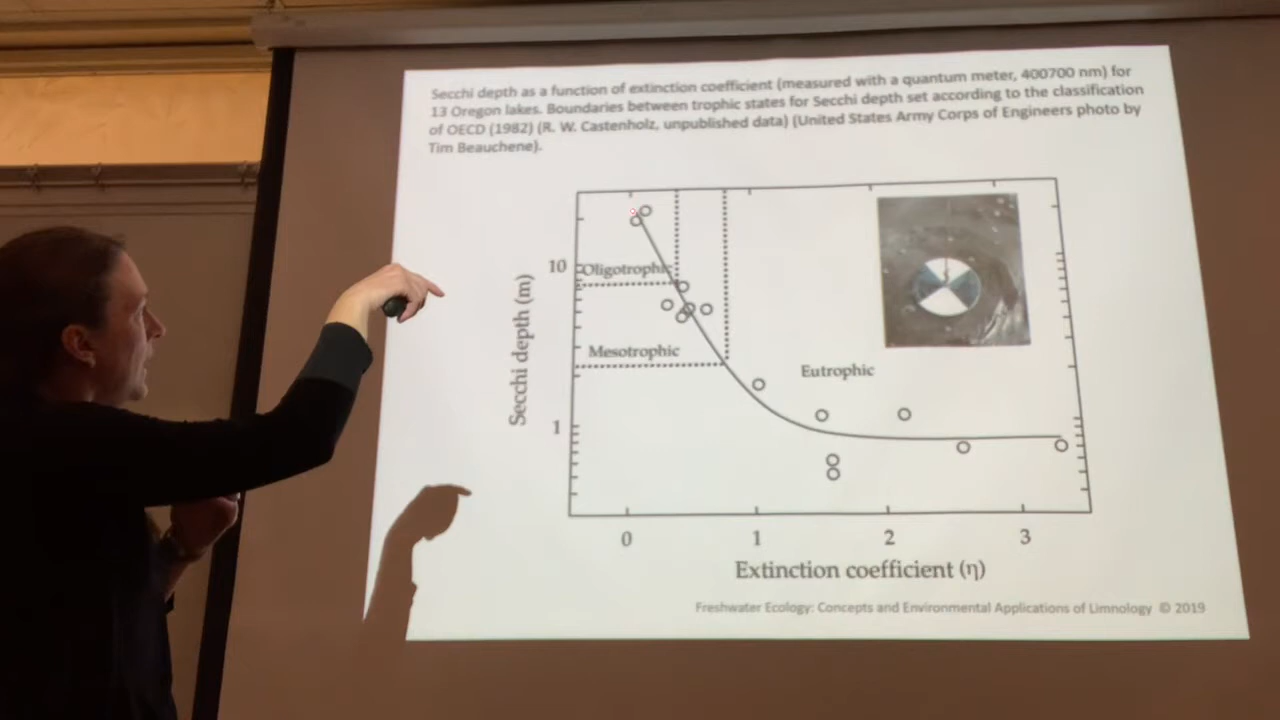 Secchi depth as a function of extinction coefficient (measured with a quantum meter, 400700 nm) for
13 Oregon lakes. Boundaries between trophic states for Secchi depth set according to the classification
of OECD (1982) (R. W. Castenholz, unpublished data) (United States Army Corps of Engineers photo by
Tim Beauchene).
10
Oligotrophic
Secchi depth (m)
Mesotrophic
Eutrophic
1
0 1 2 3
Extinction coefficient (η)
Freshwater Ecology: Concepts and Environmental Applications of Limnology © 2019